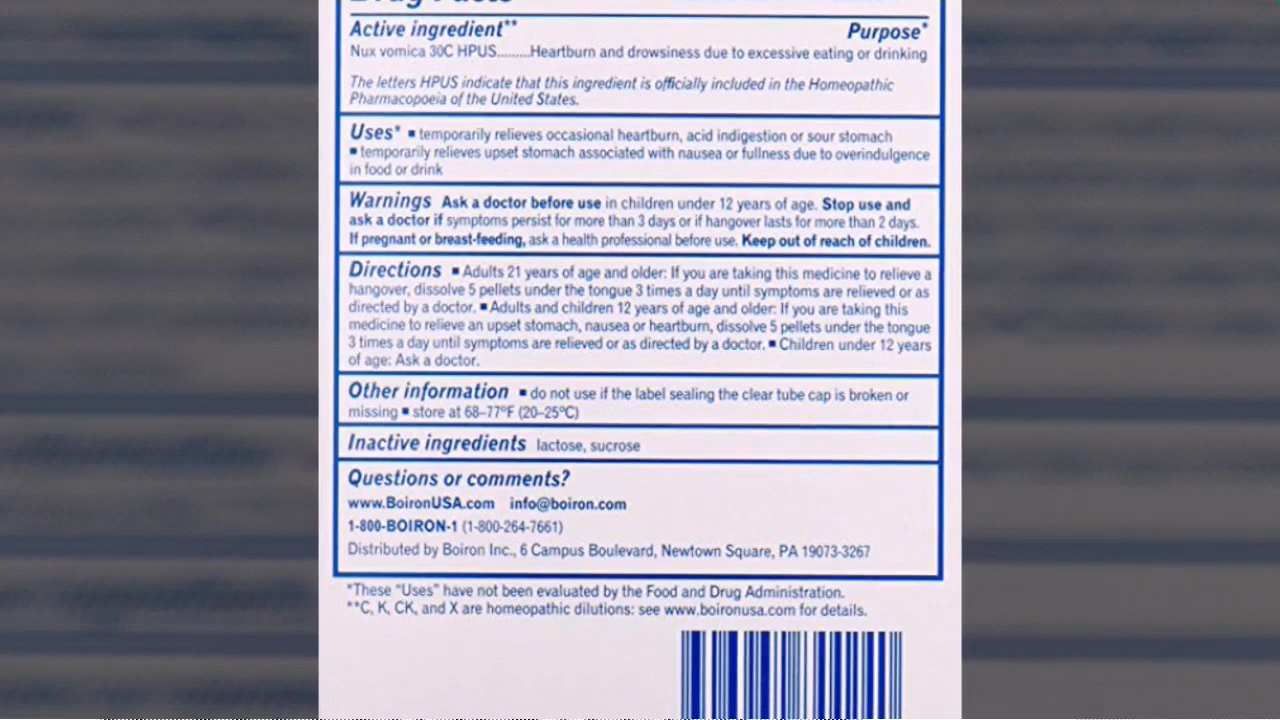 Drug Facts
Active ingredient** Purpose*
Nux vomica 30C HPUS.........Heartburn and drowsiness due to excessive eating or drinking
The letters HPUS indicate that this ingredient is officially included in the Homeopathic
Pharmacopoeia of the United States.
Uses* ▪ temporarily relieves occasional heartburn, acid indigestion or sour stomach
▪ temporarily relieves upset stomach associated with nausea or fullness due to overindulgence
in food or drink
Warnings Ask a doctor before use in children under 12 years of age. Stop use and
ask a doctor if symptoms persist for more than 3 days or if hangover lasts for more than 2 days.
If pregnant or breast-feeding, ask a health professional before use. Keep out of reach of children.
Directions ▪ Adults 21 years of age and older: If you are taking this medicine to relieve a
hangover, dissolve 5 pellets under the tongue 3 times a day until symptoms are relieved or as
directed by a doctor. ▪ Adults and children 12 years of age and older: If you are taking this
medicine to relieve an upset stomach, nausea or heartburn, dissolve 5 pellets under the tongue
3 times a day until symptoms are relieved or as directed by a doctor. ▪ Children under 12 years
of age: Ask a doctor.
Other information ▪ do not use if the label sealing the clear tube cap is broken or
missing ▪ store at 68–77°F (20–25°C)
Inactive ingredients lactose, sucrose
Questions or comments?
www.BoironUSA.com info@boiron.com
1-800-BOIRON-1 (1-800-264-7661)
Distributed by Boiron Inc., 6 Campus Boulevard, Newtown Square, PA 19073-3267
*These "Uses" have not been evaluated by the Food and Drug Administration.
**C, K, CK, and X are homeopathic dilutions: see www.boironusa.com for details.